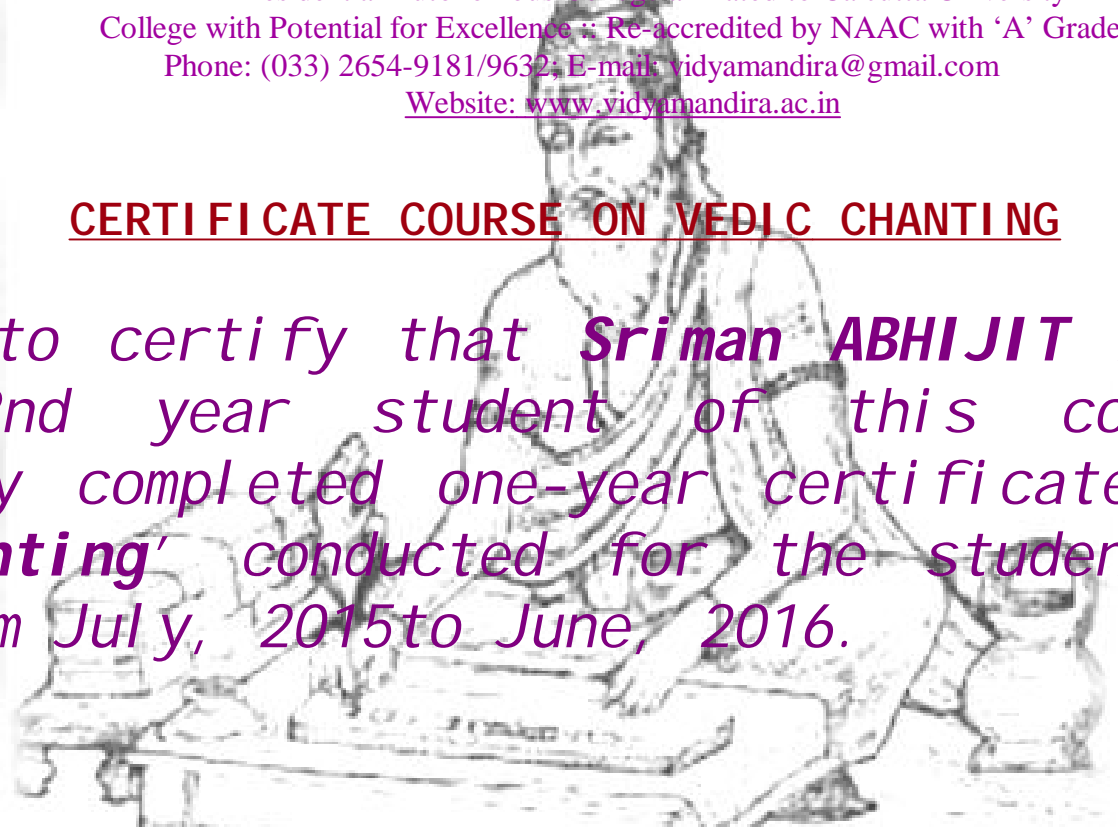 College with Potential for Excellence :: Re-accredited by NAAC with ‘A’ Grade
Phone: (033) 2654-9181/9632; E-mail: vidyamandira@gmail.com
Website: www.vidyamandira.ac.in
CERTIFICATE COURSE ON VEDIC CHANTING
to certify that Sriman ABHIJIT
2nd year student of this co
y completed one-year certificate
nting’ conducted for the studen
m July, 2015to June, 2016.